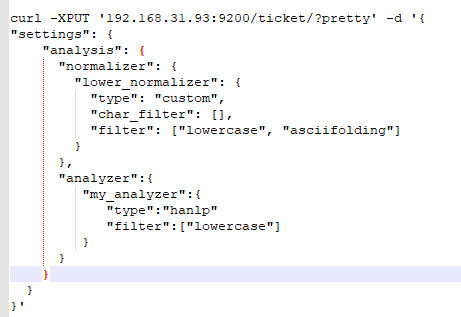 curl -XPUT '192.168.31.93:9200/ticket/?pretty' -d '{
"settings": {
    "analysis": {
      "normalizer": {
        "lower_normalizer": {
          "type": "custom",
          "char_filter": [],
          "filter": ["lowercase", "asciifolding"]
        }
      },
      "analyzer":{
         "my_analyzer":{
            "type":"hanlp"
            "filter":["lowercase"]
         }
      }
    }
  }
}'